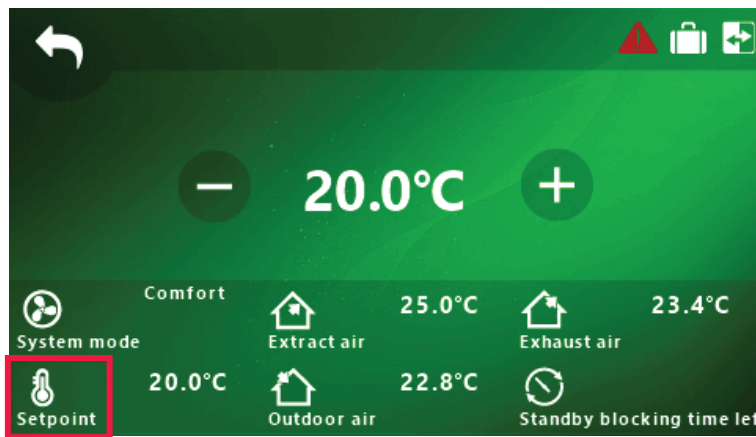 20.0°C
Comfort
25.0°C
23.4°C
System mode
Extract air
Exhaust air
20.0°C
22.8°C
Setpoint
Outdoor air
Standby blocking time lef